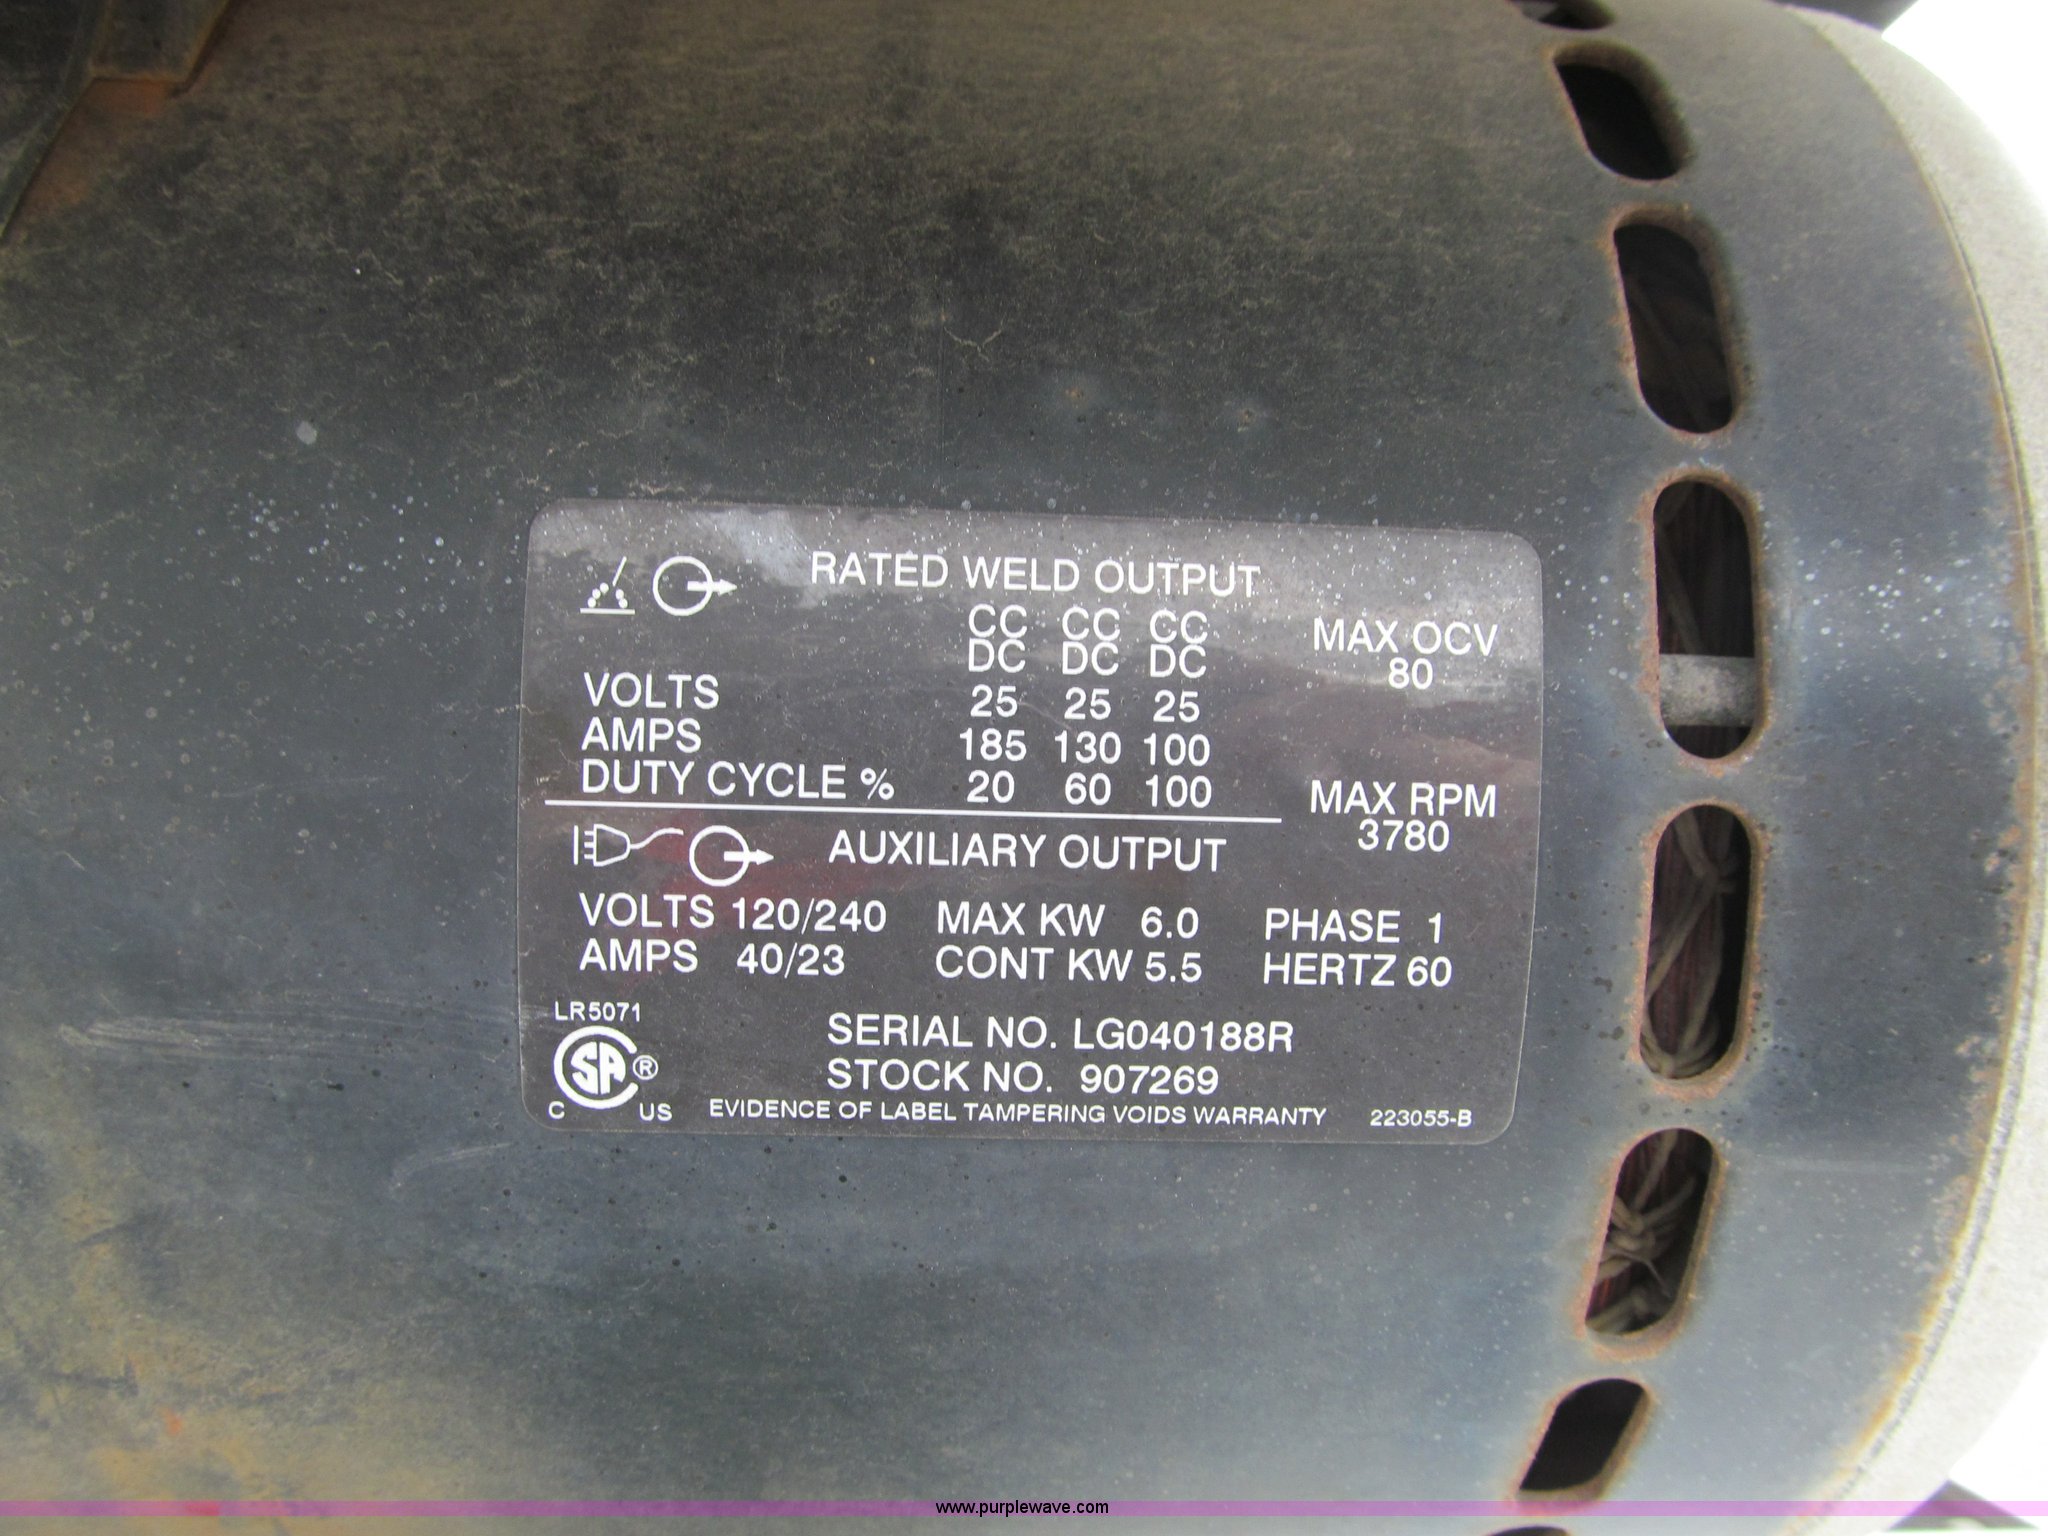 RATED WELD OUTPUT
CC CC CC
DC DC DC
MAX OCV
80
VOLTS 25 25 25
AMPS 185 130 100
DUTY CYCLE % 20 60 100
MAX RPM
3780
AUXILIARY OUTPUT
VOLTS 120/240 MAX KW 6.0 PHASE 1
AMPS 40/23 CONT KW 5.5 HERTZ 60
LR5071
SERIAL NO. LG040188R
SA ®
STOCK NO. 907269
C US EVIDENCE OF LABEL TAMPERING VOIDS WARRANTY 223055-B
www.purplewave.com